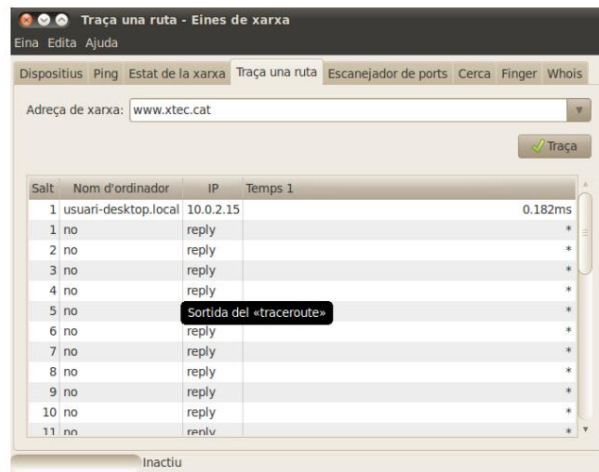 Traça una ruta - Eines de xarxa
Eina Edita Ajuda
Dispositius Ping Estat de la xarxa Traça una ruta Escanejador de ports Cerca Finger Whois
Adreça de xarxa: www.xtec.cat
Traça
Salt Nom d'ordinador IP Temps 1
1 usuari-desktop.local 10.0.2.15 0.182ms
1 no reply *
2 no reply *
3 no reply *
4 no reply *
5 no *
Sortida del «traceroute»
6 no reply *
7 no reply *
8 no reply *
9 no reply *
10 no reply *
11 no reply *
Inactiu